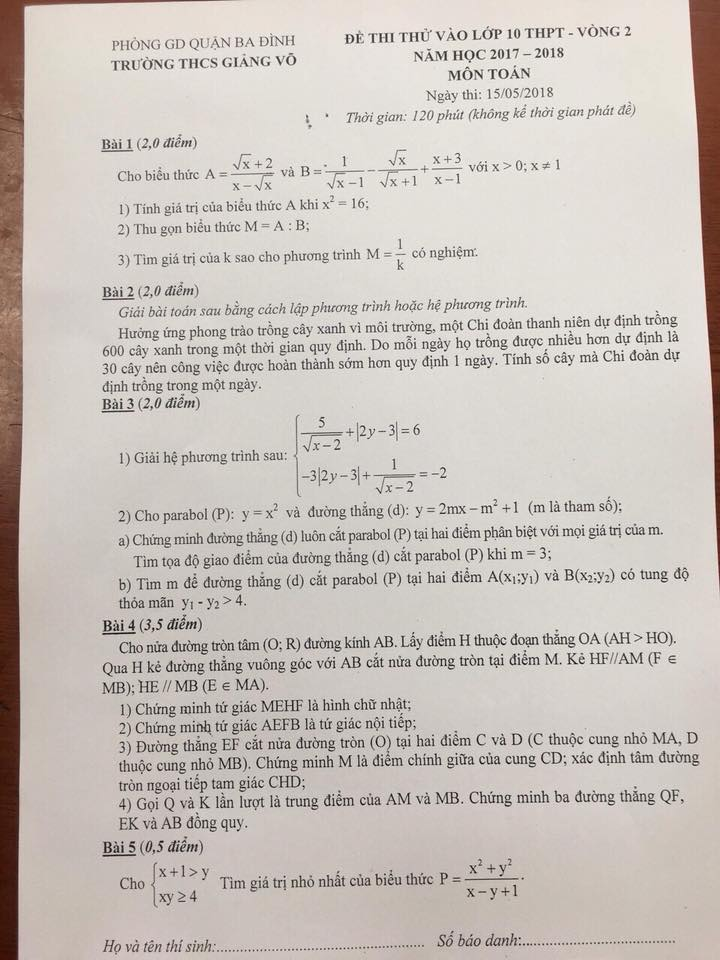 PHÒNG GD QUẬN BA ĐÌNH
TRƯỜNG THCS GIẢNG VÕ
ĐỀ THI THỬ VÀO LỚP 10 THPT - VÒNG 2
NĂM HỌC 2017 – 2018
MÔN TOÁN
Ngày thi: 15/05/2018
Thời gian: 120 phút (không kể thời gian phát đề)
Bài 1 (2,0 điểm)
Cho biểu thức A = (√x + 2)/(x − √x) và B = 1/(√x − 1) − √x/(√x + 1) + (x + 3)/(x − 1) với x > 0; x ≠ 1
1) Tính giá trị của biểu thức A khi x² = 16;
2) Thu gọn biểu thức M = A : B;
3) Tìm giá trị của k sao cho phương trình M = 1/k có nghiệm.
Bài 2 (2,0 điểm)
Giải bài toán sau bằng cách lập phương trình hoặc hệ phương trình.
Hưởng ứng phong trào trồng cây xanh vì môi trường, một Chi đoàn thanh niên dự định trồng
600 cây xanh trong một thời gian quy định. Do mỗi ngày họ trồng được nhiều hơn dự định là
30 cây nên công việc được hoàn thành sớm hơn quy định 1 ngày. Tính số cây mà Chi đoàn dự
định trồng trong một ngày.
Bài 3 (2,0 điểm)
1) Giải hệ phương trình sau: { 5/√(x − 2) + |2y − 3| = 6
−3|2y − 3| + 1/√(x − 2) = −2
2) Cho parabol (P): y = x² và đường thẳng (d): y = 2mx − m² + 1 (m là tham số);
a) Chứng minh đường thẳng (d) luôn cắt parabol (P) tại hai điểm phân biệt với mọi giá trị của m.
Tìm tọa độ giao điểm của đường thẳng (d) cắt parabol (P) khi m = 3;
b) Tìm m để đường thẳng (d) cắt parabol (P) tại hai điểm A(x₁;y₁) và B(x₂;y₂) có tung độ
thỏa mãn y₁ - y₂ > 4.
Bài 4 (3,5 điểm)
Cho nửa đường tròn tâm (O; R) đường kính AB. Lấy điểm H thuộc đoạn thẳng OA (AH > HO).
Qua H kẻ đường thẳng vuông góc với AB cắt nửa đường tròn tại điểm M. Kẻ HF//AM (F ∈
MB); HE // MB (E ∈ MA).
1) Chứng minh tứ giác MEHF là hình chữ nhật;
2) Chứng minh tứ giác AEFB là tứ giác nội tiếp;
3) Đường thẳng EF cắt nửa đường tròn (O) tại hai điểm C và D (C thuộc cung nhỏ MA, D
thuộc cung nhỏ MB). Chứng minh M là điểm chính giữa của cung CD; xác định tâm đường
tròn ngoại tiếp tam giác CHD;
4) Gọi Q và K lần lượt là trung điểm của AM và MB. Chứng minh ba đường thẳng QF,
EK và AB đồng quy.
Bài 5 (0,5 điểm)
Cho { x + 1 > y
xy ≥ 4
Tìm giá trị nhỏ nhất của biểu thức P = (x² + y²)/(x − y + 1).
Họ và tên thí sinh:.................................................. Số báo danh:..............................